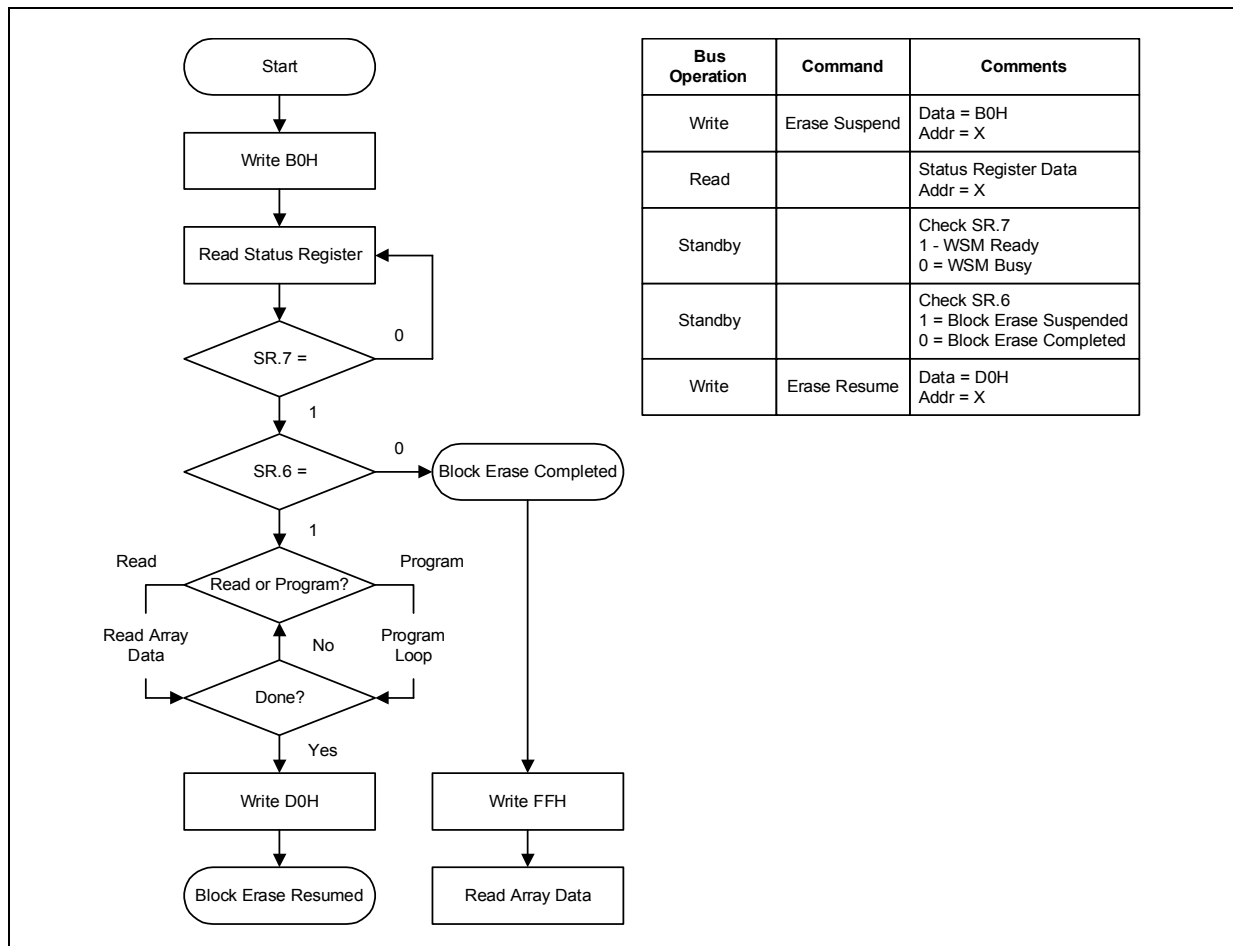 Start
Write B0H
Read Status Register
0
SR.7 =
1
0
SR.6 =
Block Erase Completed
1
Read
Program
Read or Program?
Read Array
Data
No
Program
Loop
Done?
Yes
Write D0H
Write FFH
Block Erase Resumed
Read Array Data
Bus
Operation
Command
Comments
Write
Erase Suspend
Data = B0H
Addr = X
Read
Status Register Data
Addr = X
Standby
Check SR.7
1 - WSM Ready
0 = WSM Busy
Standby
Check SR.6
1 = Block Erase Suspended
0 = Block Erase Completed
Write
Erase Resume
Data = D0H
Addr = X